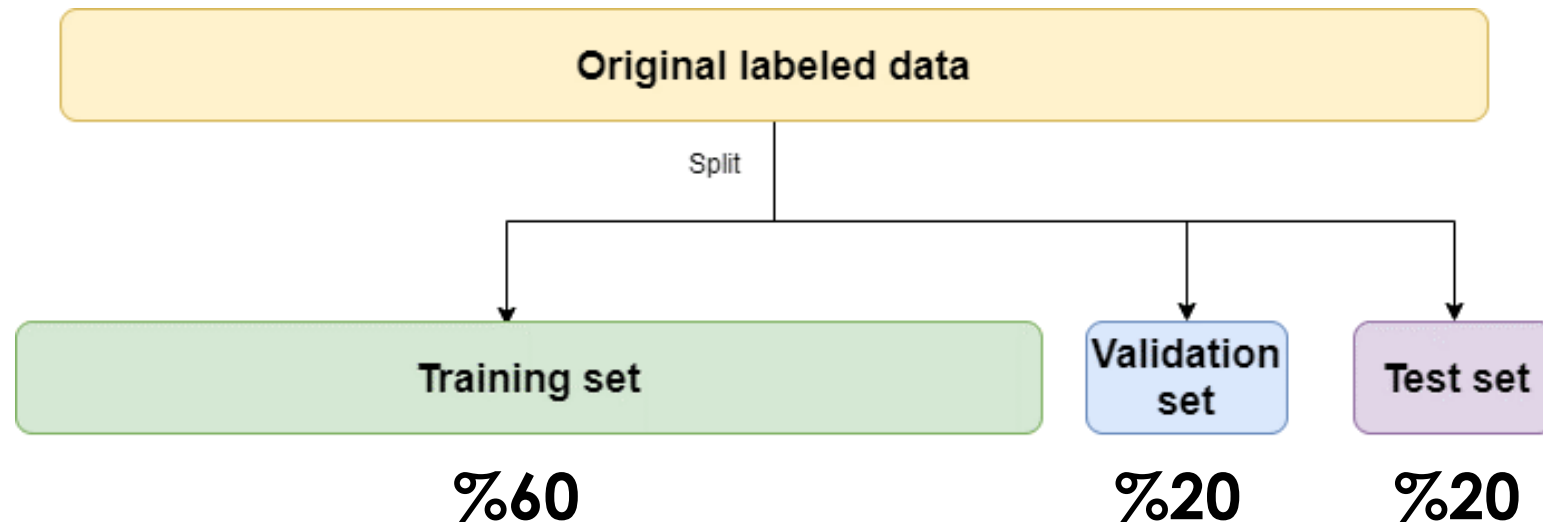 Original labeled data
Split
Training set
Validation
set
Test set
%60
%20
%20